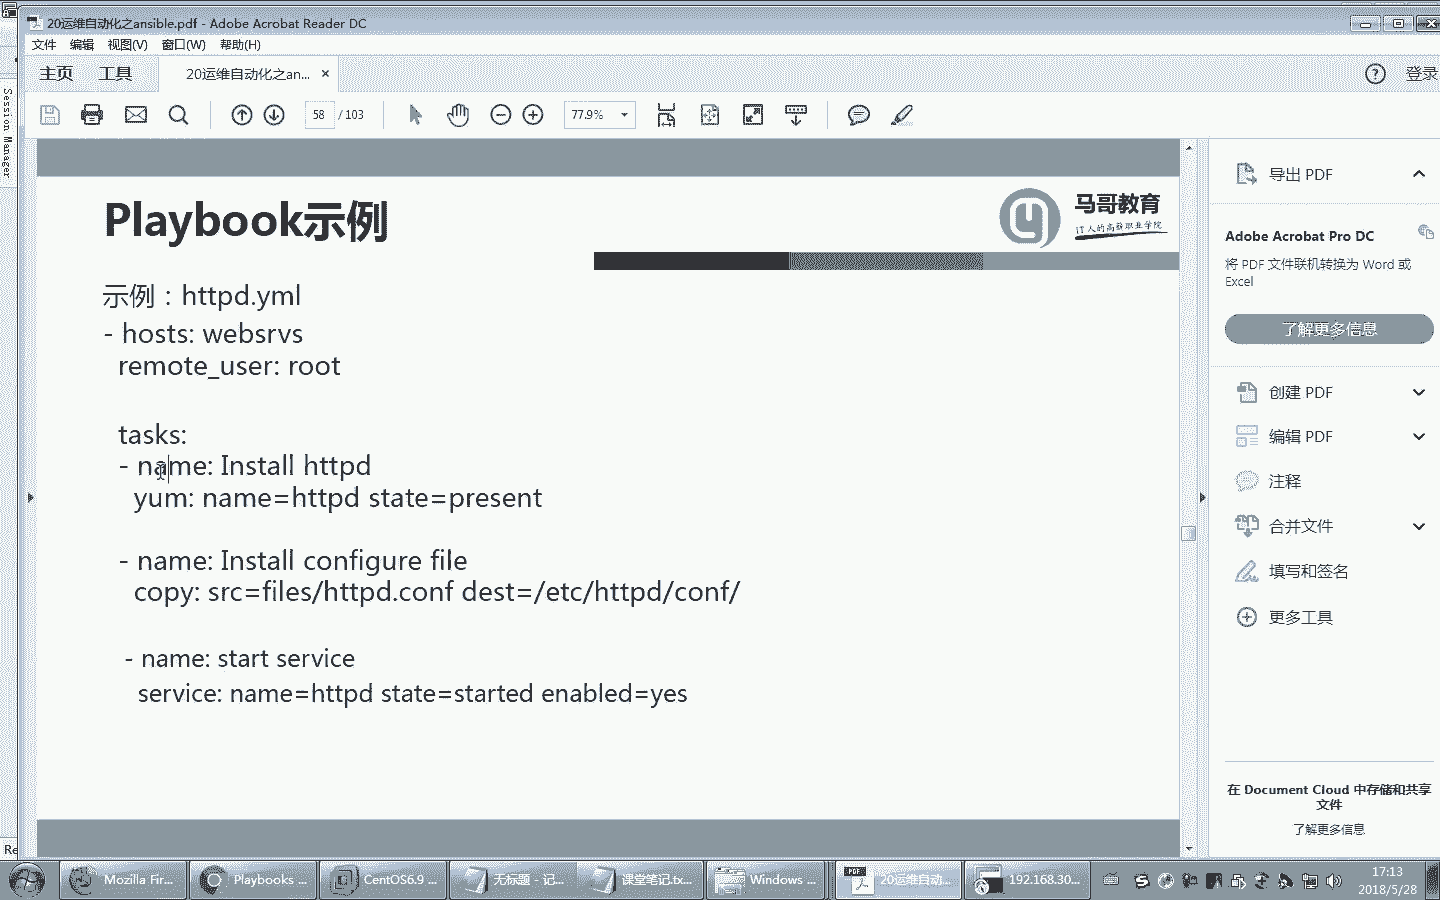 20运维自动化之ansible.pdf - Adobe Acrobat Reader DC
文件 编辑 视图(V) 窗口(W) 帮助(H)
主页 工具 20运维自动化之an... × 登录
58 / 103 77.9%
Session Manager
Playbook示例
马哥教育
IT人的高薪职业学院
示例：httpd.yml
- hosts: websrvs
remote_user: root
tasks:
- name: Install httpd
yum: name=httpd state=present
- name: Install configure file
copy: src=files/httpd.conf dest=/etc/httpd/conf/
- name: start service
service: name=httpd state=started enabled=yes
导出 PDF
Adobe Acrobat Pro DC
将 PDF 文件联机转换为 Word 或
Excel
了解更多信息
创建 PDF
编辑 PDF
注释
合并文件
填写和签名
更多工具
在 Document Cloud 中存储和共享
文件
了解更多信息
Re
Mozilla Fir... Playbooks ... CentOS6.9 ... 无标题 - 记... 课堂笔记.tx... Windows ... 20运维自动... 192.168.30...
17:13
2018/5/28